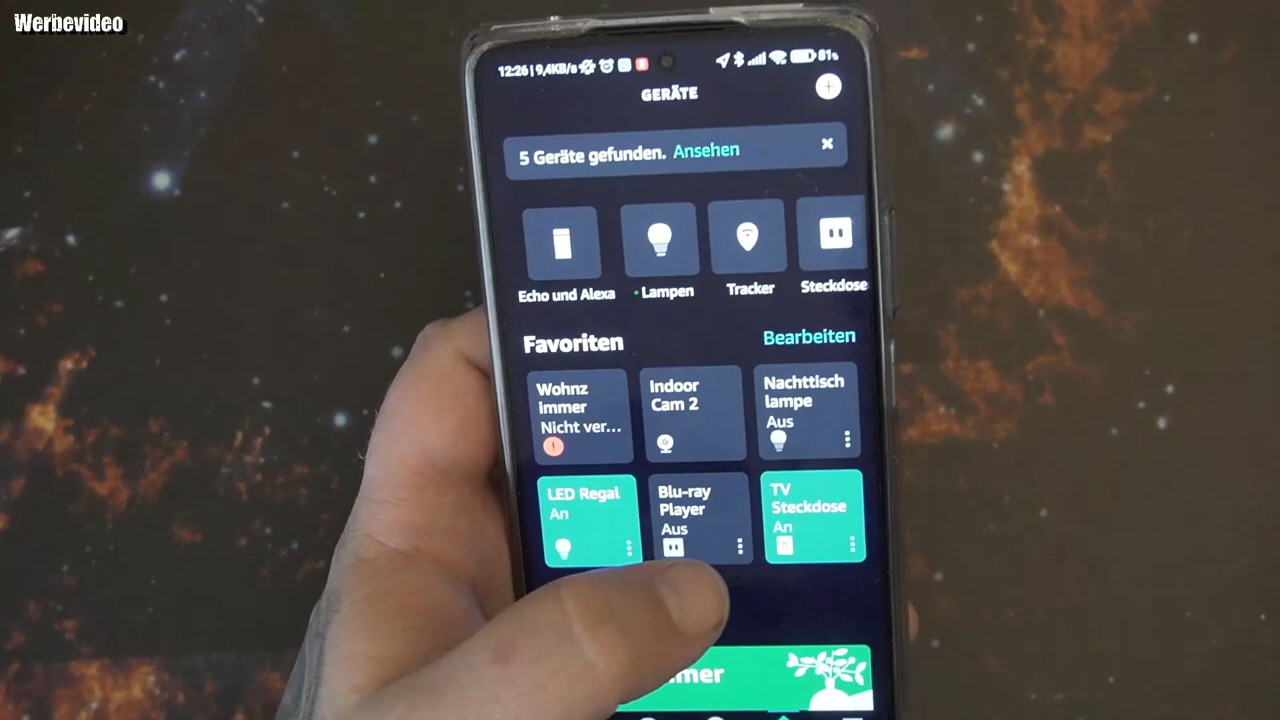 Werbevideo
12:26 | 9,4KB/s
81%
GERÄTE
5 Geräte gefunden. Ansehen
Echo und Alexa
Lampen
Tracker
Steckdose
Favoriten
Bearbeiten
Wohnz
immer
Nicht ver...
Indoor
Cam 2
Nachttisch
lampe
Aus
LED Regal
An
Blu-ray
Player
Aus
TV
Steckdose
An
mer